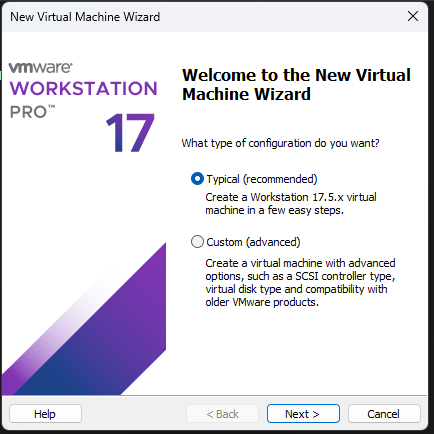 New Virtual Machine Wizard
vmware®
WORKSTATION
PRO™
17
Welcome to the New Virtual
Machine Wizard
What type of configuration do you want?
Typical (recommended)
Create a Workstation 17.5.x virtual
machine in a few easy steps.
Custom (advanced)
Create a virtual machine with advanced
options, such as a SCSI controller type,
virtual disk type and compatibility with
older VMware products.
Help
< Back
Next >
Cancel